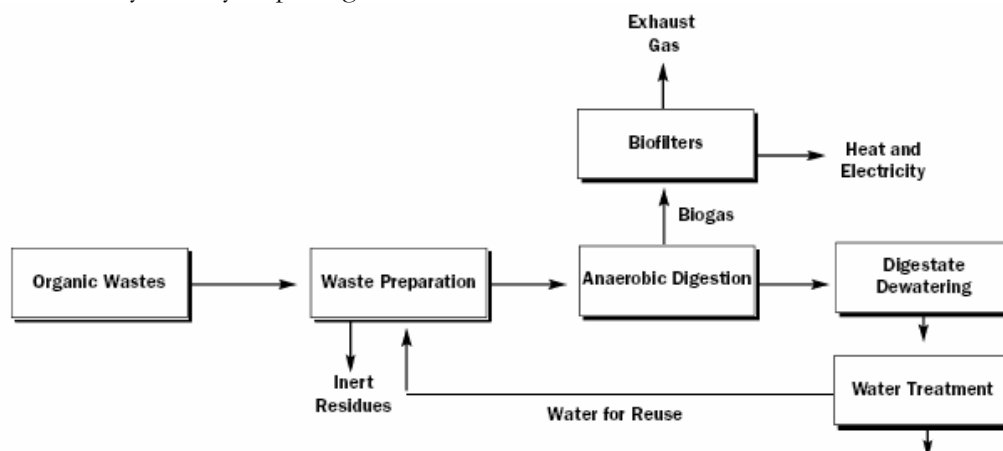 Exhaust
Gas
Biofilters
Heat and
Electricity
Biogas
Organic Wastes
Waste Preparation
Anaerobic Digestion
Digestate
Dewatering
Inert
Residues
Water for Reuse
Water Treatment